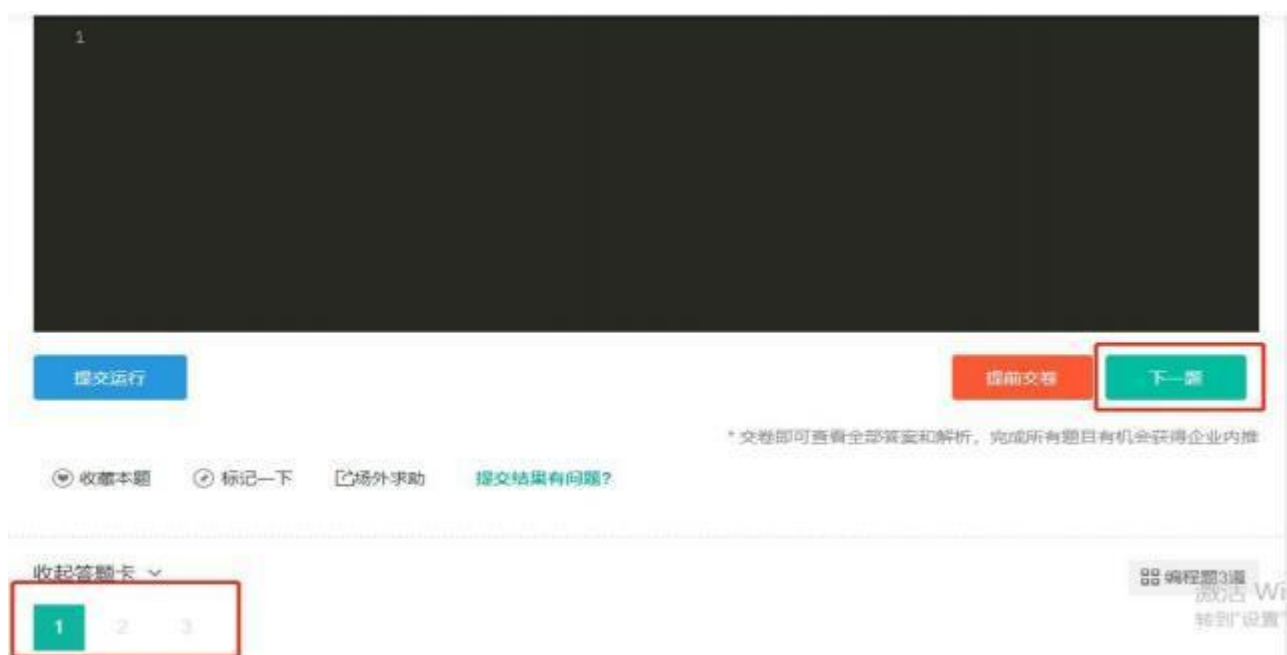 1
提交运行
提前交卷
下一题
* 交卷即可查看全部答案和解析，完成所有题目有机会获得企业内推
收藏本题 标记一下 场外求助 提交结果有问题?
收起答题卡
编程题3道
激活 Wi
转到"设置"
1 2 3